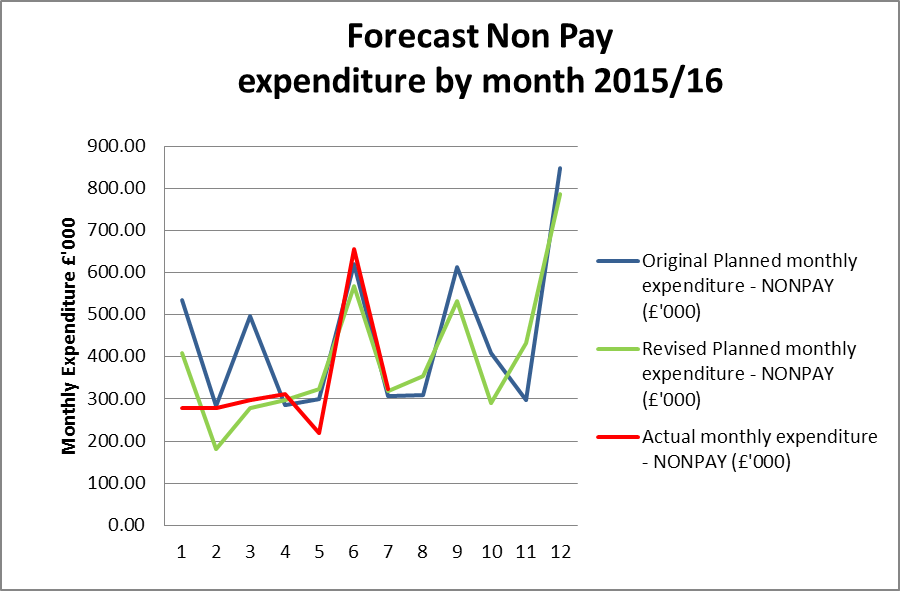 Forecast Non Pay
expenditure by month 2015/16
Monthly Expenditure £'000
900.00
800.00
700.00
600.00
500.00
400.00
300.00
200.00
100.00
0.00
1 2 3 4 5 6 7 8 9 10 11 12
Original Planned monthly
expenditure - NONPAY
(£'000)
Revised Planned monthly
expenditure - NONPAY
(£'000)
Actual monthly expenditure
- NONPAY (£'000)